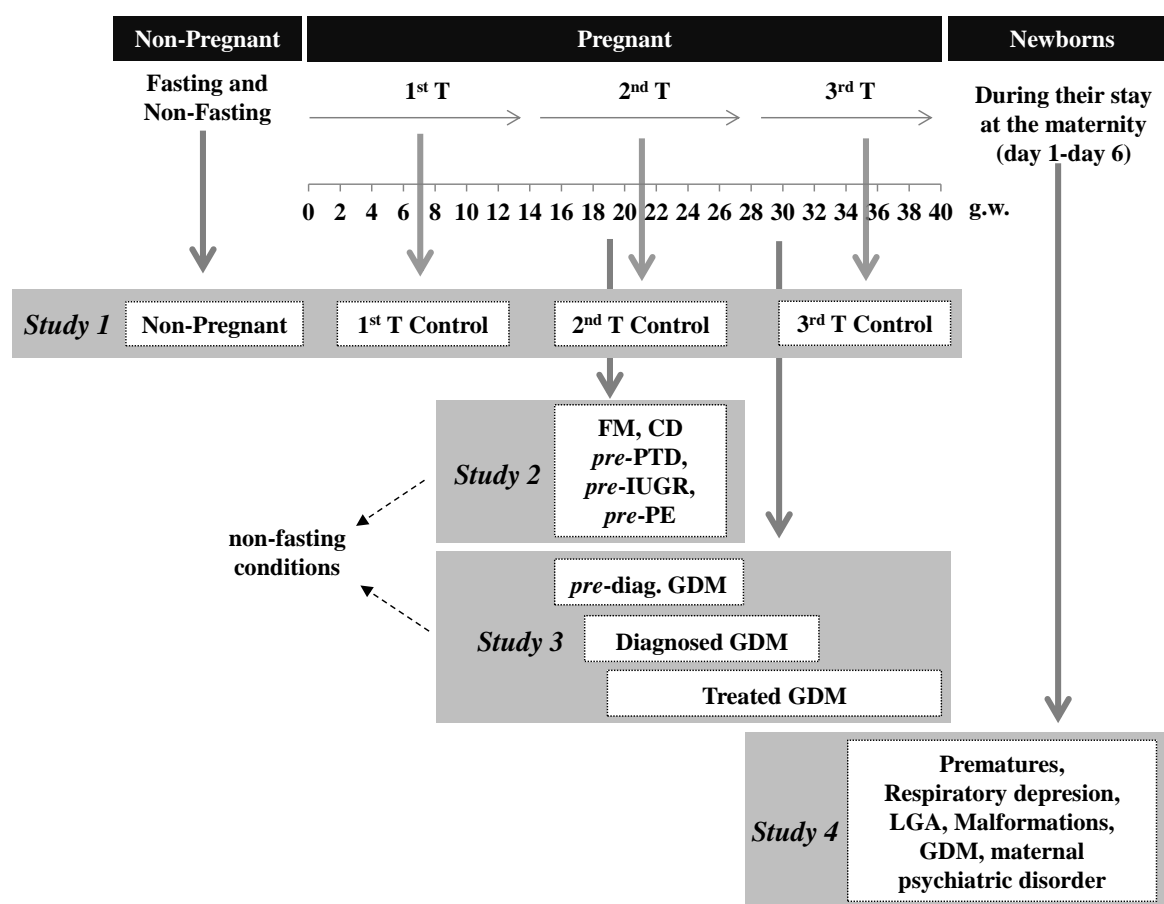 Non-Pregnant
Pregnant
Newborns
Fasting and
Non-Fasting
1st T
2nd T
3rd T
During their stay
at the maternity
(day 1-day 6)
0 2 4 6 8 10 12 14 16 18 20 22 24 26 28 30 32 34 36 38 40 g.w.
Study 1
Non-Pregnant
1st T Control
2nd T Control
3rd T Control
Study 2
FM, CD
pre-PTD,
pre-IUGR,
pre-PE
non-fasting
conditions
Study 3
pre-diag. GDM
Diagnosed GDM
Treated GDM
Study 4
Prematures,
Respiratory depresion,
LGA, Malformations,
GDM, maternal
psychiatric disorder